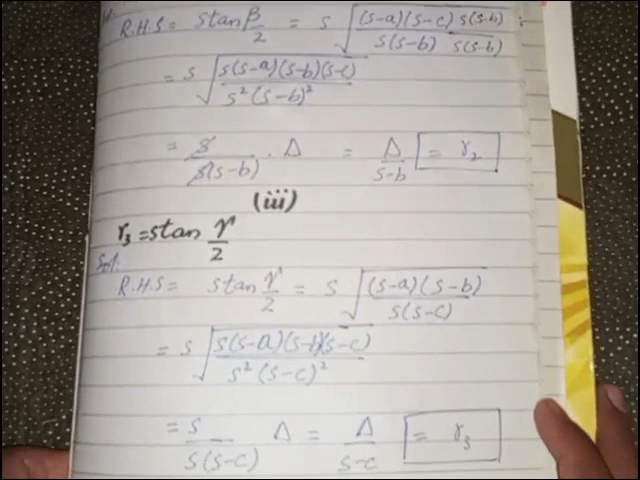 R.H.S = s tan β/2 = s √((s-a)(s-c) s(s-b) / s(s-b) s(s-b))
= s √(s(s-a)(s-b)(s-c) / s²(s-b)²)
= s / s(s-b) . Δ = Δ / s-b = r₂
(iii)
r₃ = s tan γ/2
Sol:
R.H.S = s tan γ/2 = s √((s-a)(s-b) / s(s-c))
= s √(s(s-a)(s-b)(s-c) / s²(s-c)²)
= s / s(s-c) Δ = Δ / s-c = r₃